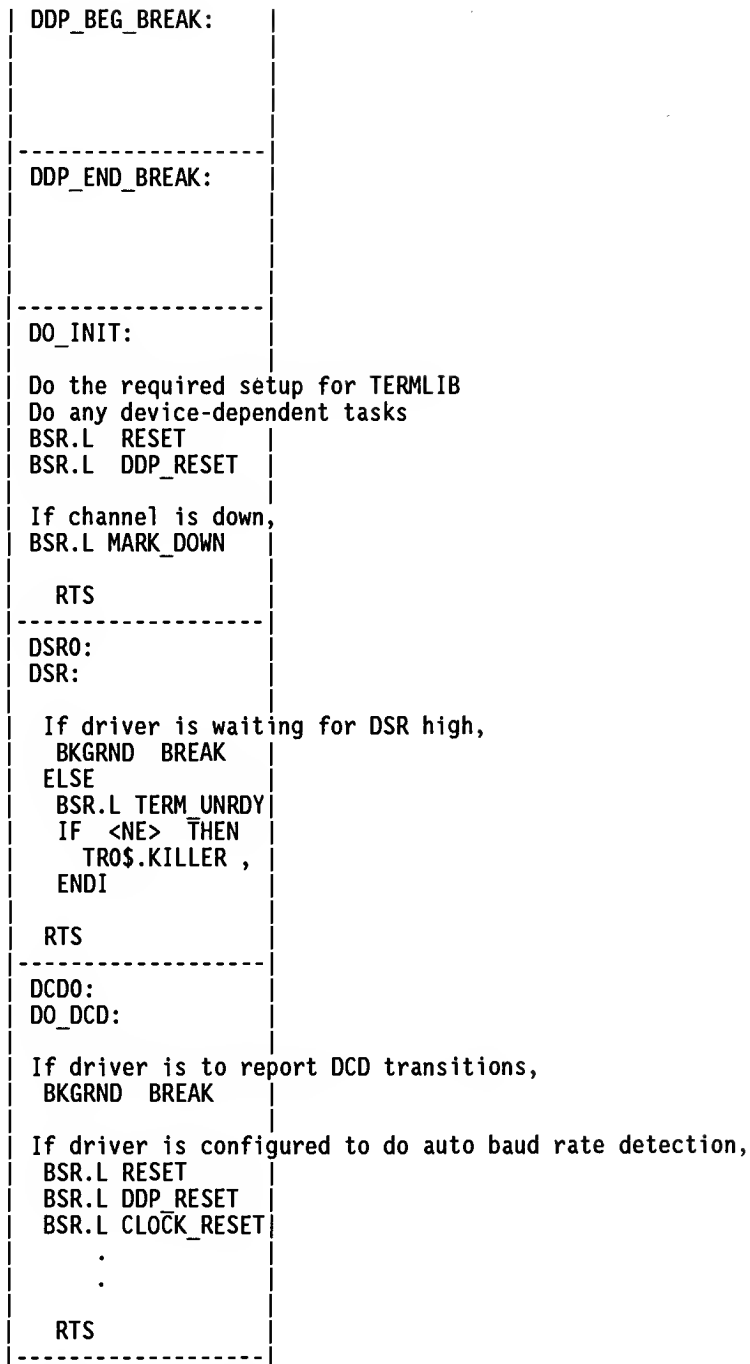 DDP_BEG_BREAK:
DDP_END_BREAK:
DO_INIT:
Do the required setup for TERMLIB
Do any device-dependent tasks
BSR.L RESET
BSR.L DDP_RESET
If channel is down,
BSR.L MARK_DOWN
RTS
DSR0:
DSR:
If driver is waiting for DSR high,
BKGRND BREAK
ELSE
BSR.L TERM_UNRDY
IF <NE> THEN
TR0$.KILLER ,
ENDI
RTS
DCD0:
DO_DCD:
If driver is to report DCD transitions,
BKGRND BREAK
If driver is configured to do auto baud rate detection,
BSR.L RESET
BSR.L DDP_RESET
BSR.L CLOCK_RESET
.
.
RTS